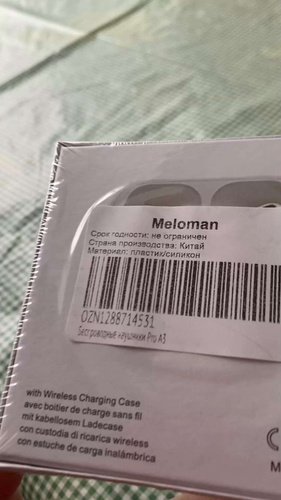 Meloman
Срок годности: не ограничен
Страна производства: Китай
Материал: пластик/силикон
OZN1288714531
Беспроводные наушники Pro A3
with Wireless Charging Case
avec boitier de charge sans fil
mit kabellosem Ladecase
con custodia di ricarica wireless
con estuche de carga inalámbrica